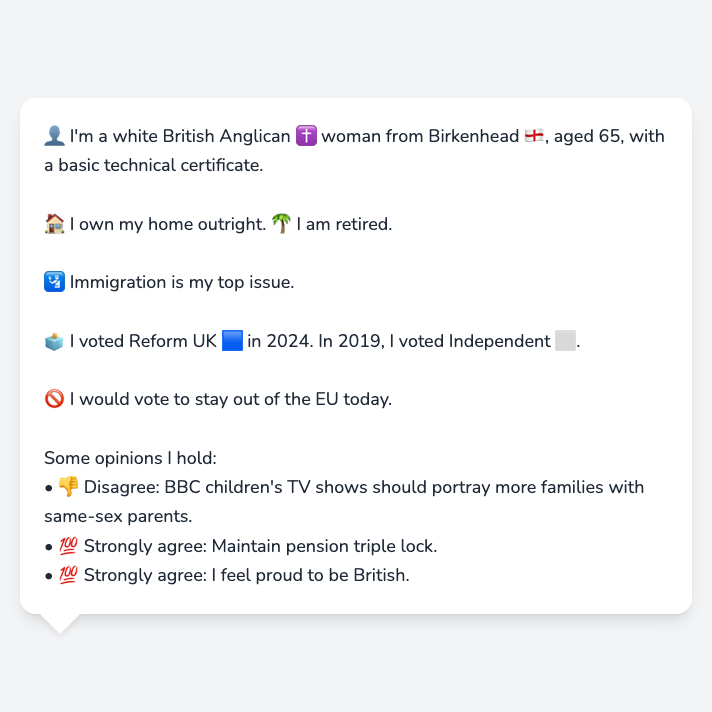 👤 I'm a white British Anglican ✝️ woman from Birkenhead 🏴󠁧󠁢󠁥󠁮󠁧󠁿, aged 65, with
a basic technical certificate.
🏠 I own my home outright. 🌴 I am retired.
🛂 Immigration is my top issue.
🗳️ I voted Reform UK 🟦 in 2024. In 2019, I voted Independent ⬜.
🚫 I would vote to stay out of the EU today.
Some opinions I hold:
• 👎 Disagree: BBC children's TV shows should portray more families with
same-sex parents.
• 💯 Strongly agree: Maintain pension triple lock.
• 💯 Strongly agree: I feel proud to be British.